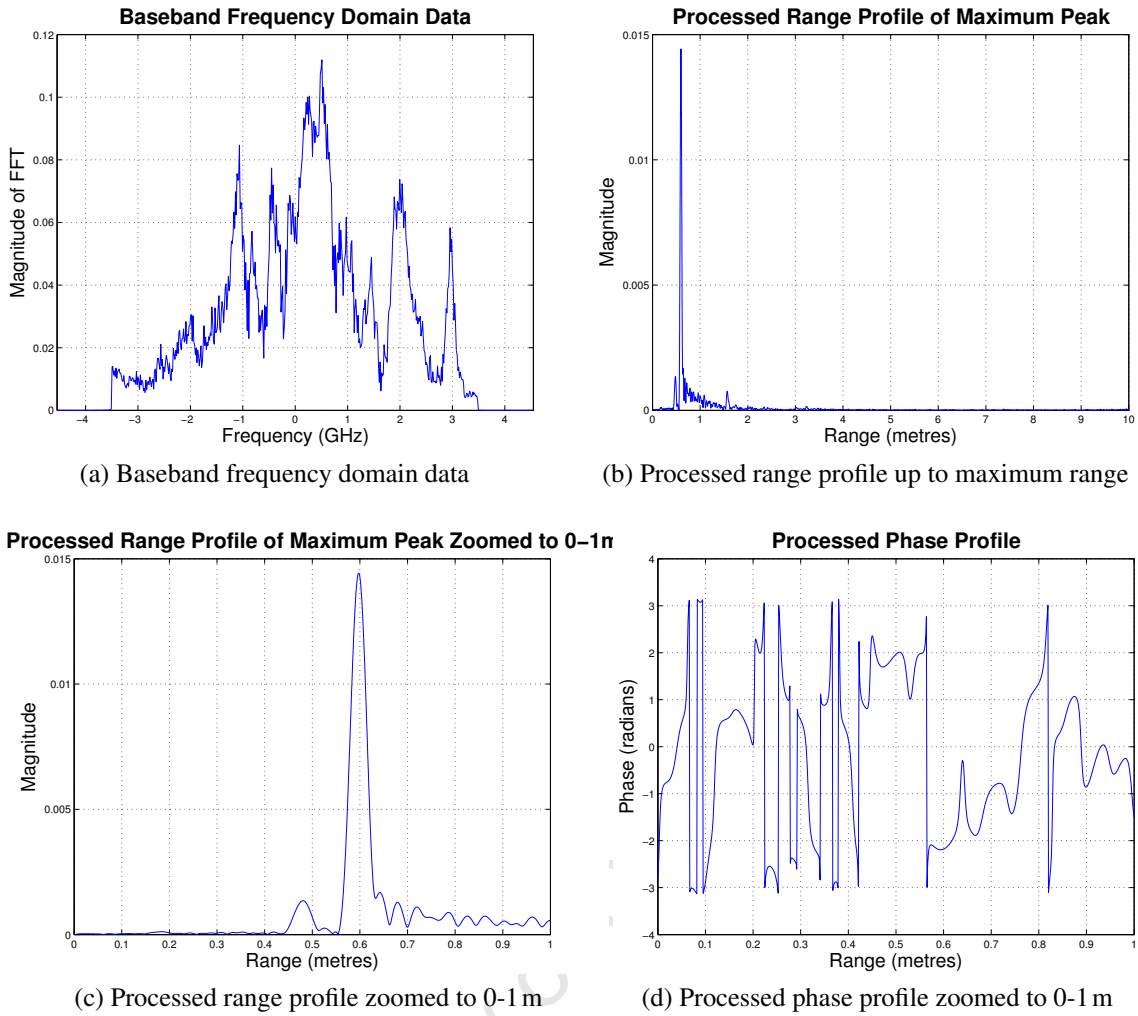 Baseband Frequency Domain Data
0.12
0.1
0.08
0.06
0.04
0.02
0
Magnitude of FFT
−4 −3 −2 −1 0 1 2 3 4
Frequency (GHz)
(a) Baseband frequency domain data
Processed Range Profile of Maximum Peak
0.015
0.01
0.005
0
Magnitude
0 1 2 3 4 5 6 7 8 9 10
Range (metres)
(b) Processed range profile up to maximum range
Processed Range Profile of Maximum Peak Zoomed to 0−1m
0.015
0.01
0.005
0
Magnitude
0 0.1 0.2 0.3 0.4 0.5 0.6 0.7 0.8 0.9 1
Range (metres)
(c) Processed range profile zoomed to 0-1 m
Processed Phase Profile
4
3
2
1
0
−1
−2
−3
−4
Phase (radians)
0 0.1 0.2 0.3 0.4 0.5 0.6 0.7 0.8 0.9 1
Range (metres)
(d) Processed phase profile zoomed to 0-1 m